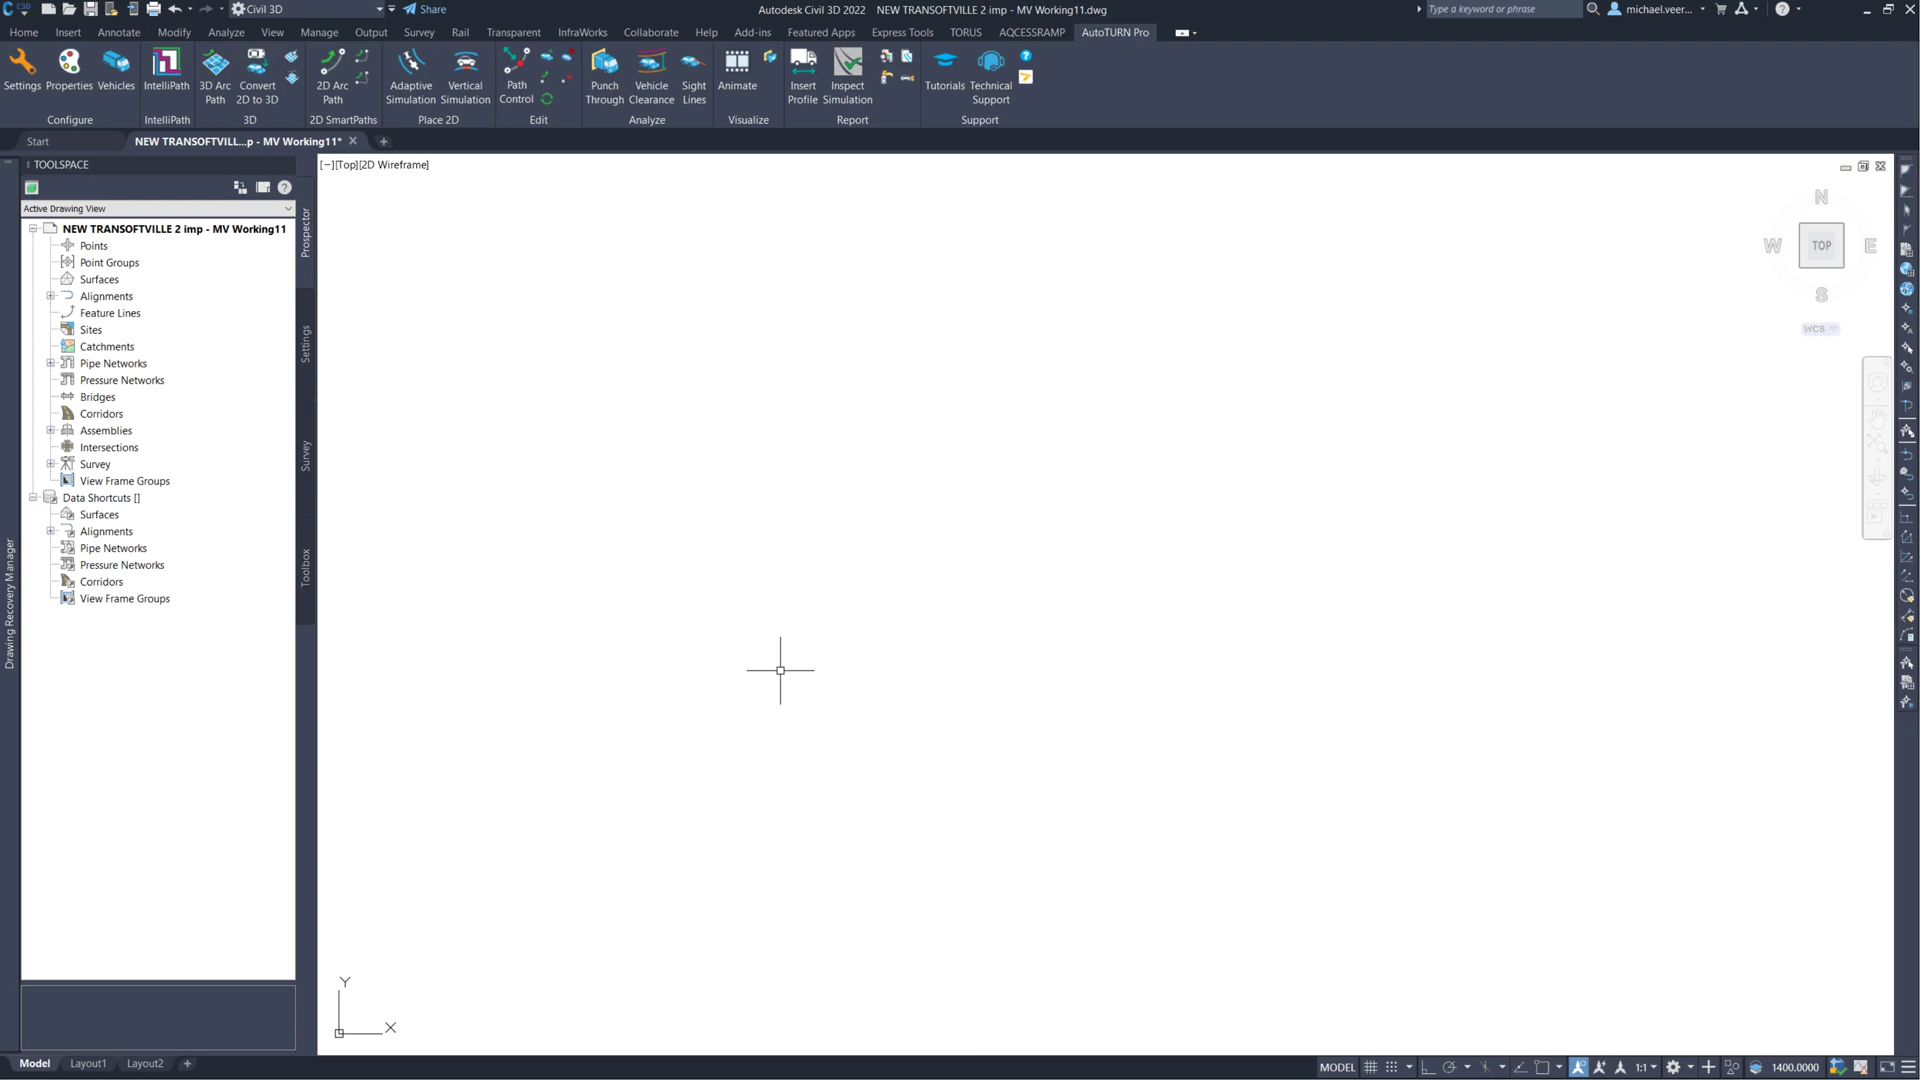 C3D Civil 3D Share Autodesk Civil 3D 2022 NEW TRANSOFTVILLE 2 imp - MV Working11.dwg Type a keyword or phrase michael.veer...
Home Insert Annotate Modify Analyze View Manage Output Survey Rail Transparent InfraWorks Collaborate Help Add-ins Featured Apps Express Tools TORUS AQCESSRAMP AutoTURN Pro
Settings Properties Vehicles IntelliPath 3D Arc Path Convert 2D to 3D 2D Arc Path Adaptive Simulation Vertical Simulation Path Control Punch Through Vehicle Clearance Sight Lines Animate Insert Profile Inspect Simulation Tutorials Technical Support
Configure IntelliPath 3D 2D SmartPaths Place 2D Edit Analyze Visualize Report Support
Start NEW TRANSOFTVILL...p - MV Working11*
TOOLSPACE
[−][Top][2D Wireframe]
Active Drawing View
NEW TRANSOFTVILLE 2 imp - MV Working11
Points
Point Groups
Surfaces
Alignments
Feature Lines
Sites
Catchments
Pipe Networks
Pressure Networks
Bridges
Corridors
Assemblies
Intersections
Survey
View Frame Groups
Data Shortcuts []
Surfaces
Alignments
Pipe Networks
Pressure Networks
Corridors
View Frame Groups
Prospector
Settings
Survey
Toolbox
Drawing Recovery Manager
N
W TOP E
S
WCS
Y
X
Model Layout1 Layout2 +
MODEL 1:1 1400.0000